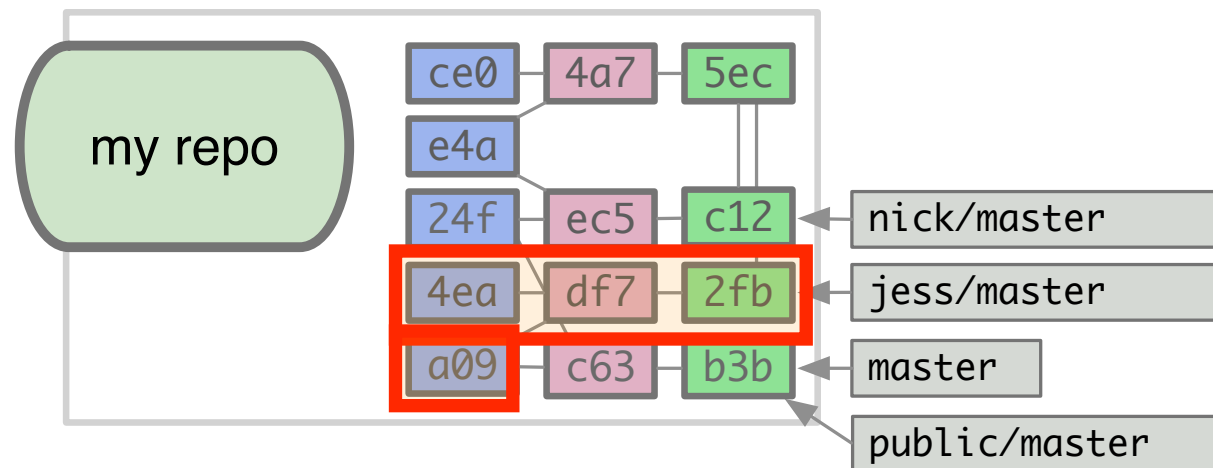 my repo
ce0 4a7 5ec
e4a
24f ec5 c12 nick/master
4ea df7 2fb jess/master
a09 c63 b3b master
public/master